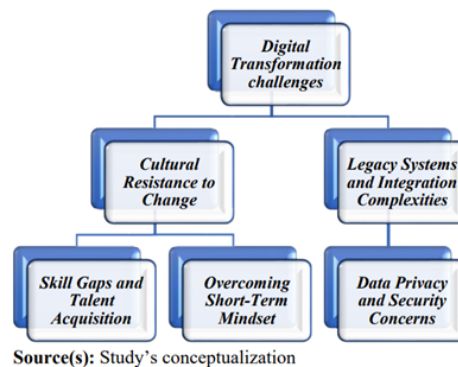 Digital
Transformation
challenges
Cultural
Resistance to
Change
Legacy Systems
and Integration
Complexities
Skill Gaps and
Talent
Acquisition
Overcoming
Short-Term
Mindset
Data Privacy
and Security
Concerns
Source(s): Study's conceptualization